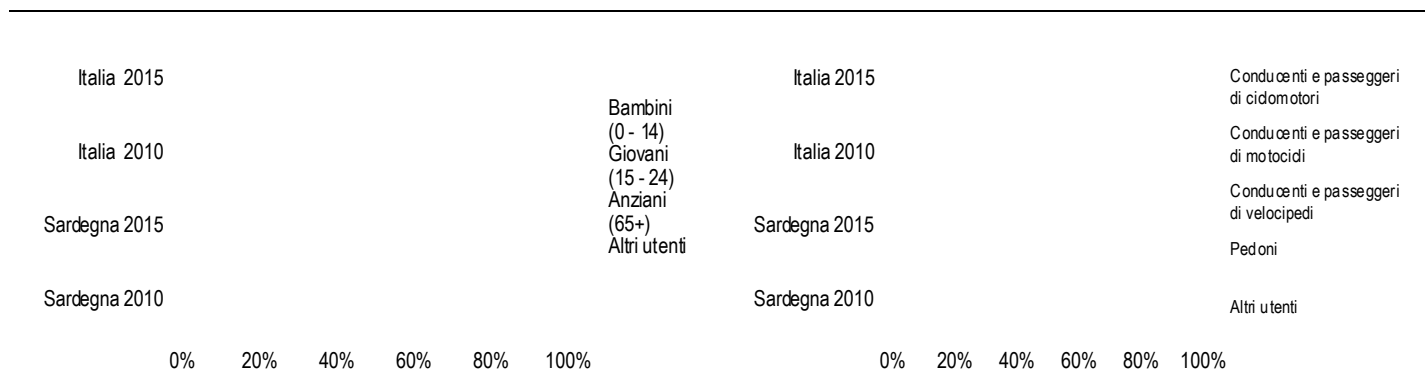 Italia 2015
Italia 2010
Sardegna 2015
Sardegna 2010
0% 20% 40% 60% 80% 100%
Bambini
(0 - 14)
Giovani
(15 - 24)
Anziani
(65+)
Altri utenti
Italia 2015
Italia 2010
Sardegna 2015
Sardegna 2010
0% 20% 40% 60% 80% 100%
Conducenti e passeggeri
di ciclomotori
Conducenti e passeggeri
di motocicli
Conducenti e passeggeri
di velocipedi
Pedoni
Altri utenti